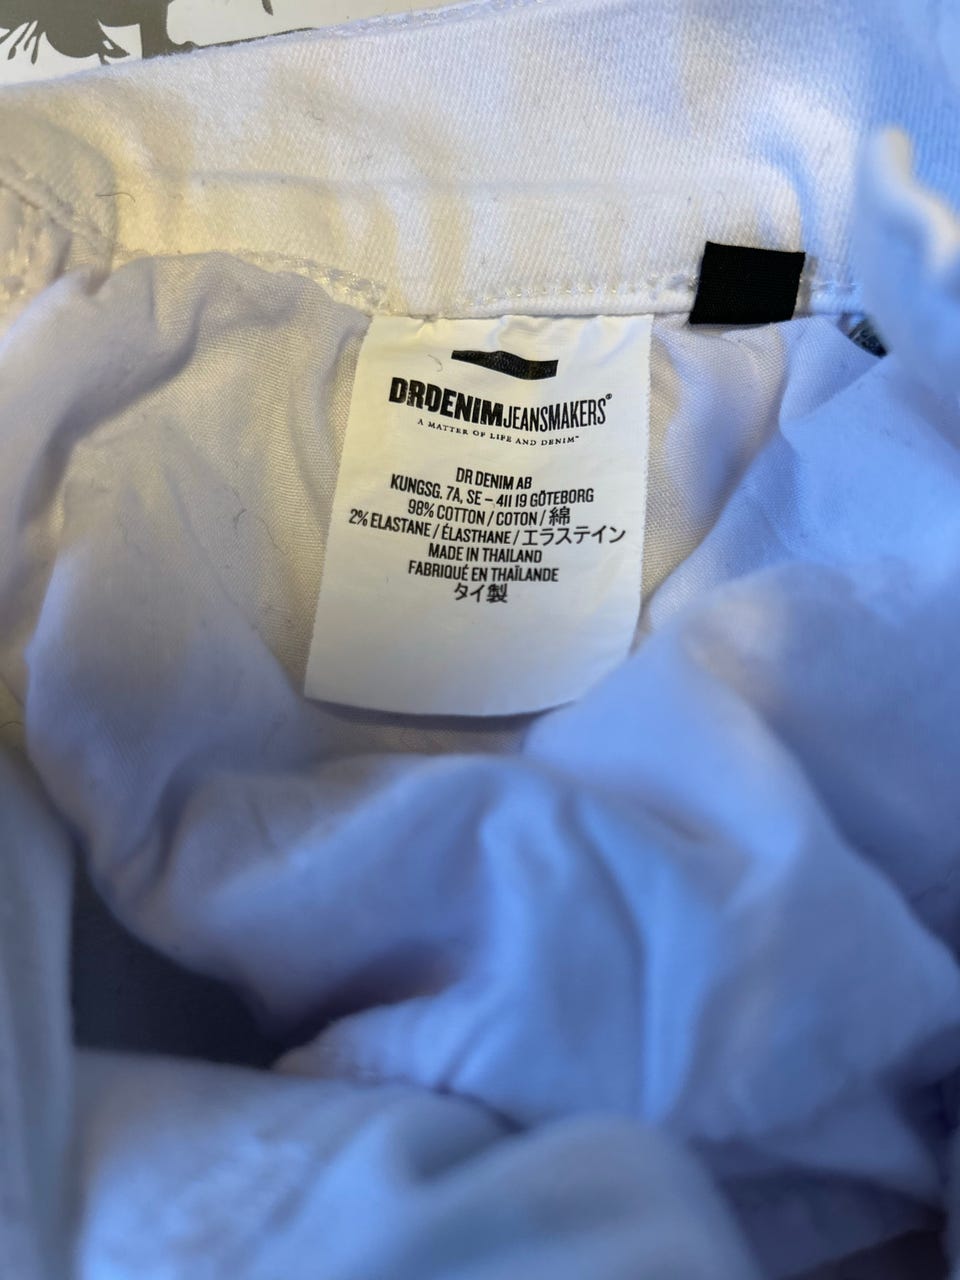 DRDENIMJEANSMAKERS®
A MATTER OF LIFE AND DENIM™
DR DENIM AB
KUNGSG. 7A, SE – 411 19 GÖTEBORG
98% COTTON / COTON / 綿
2% ELASTANE / ÉLASTHANE / エラステイン
MADE IN THAILAND
FABRIQUÉ EN THAÏLANDE
タイ製